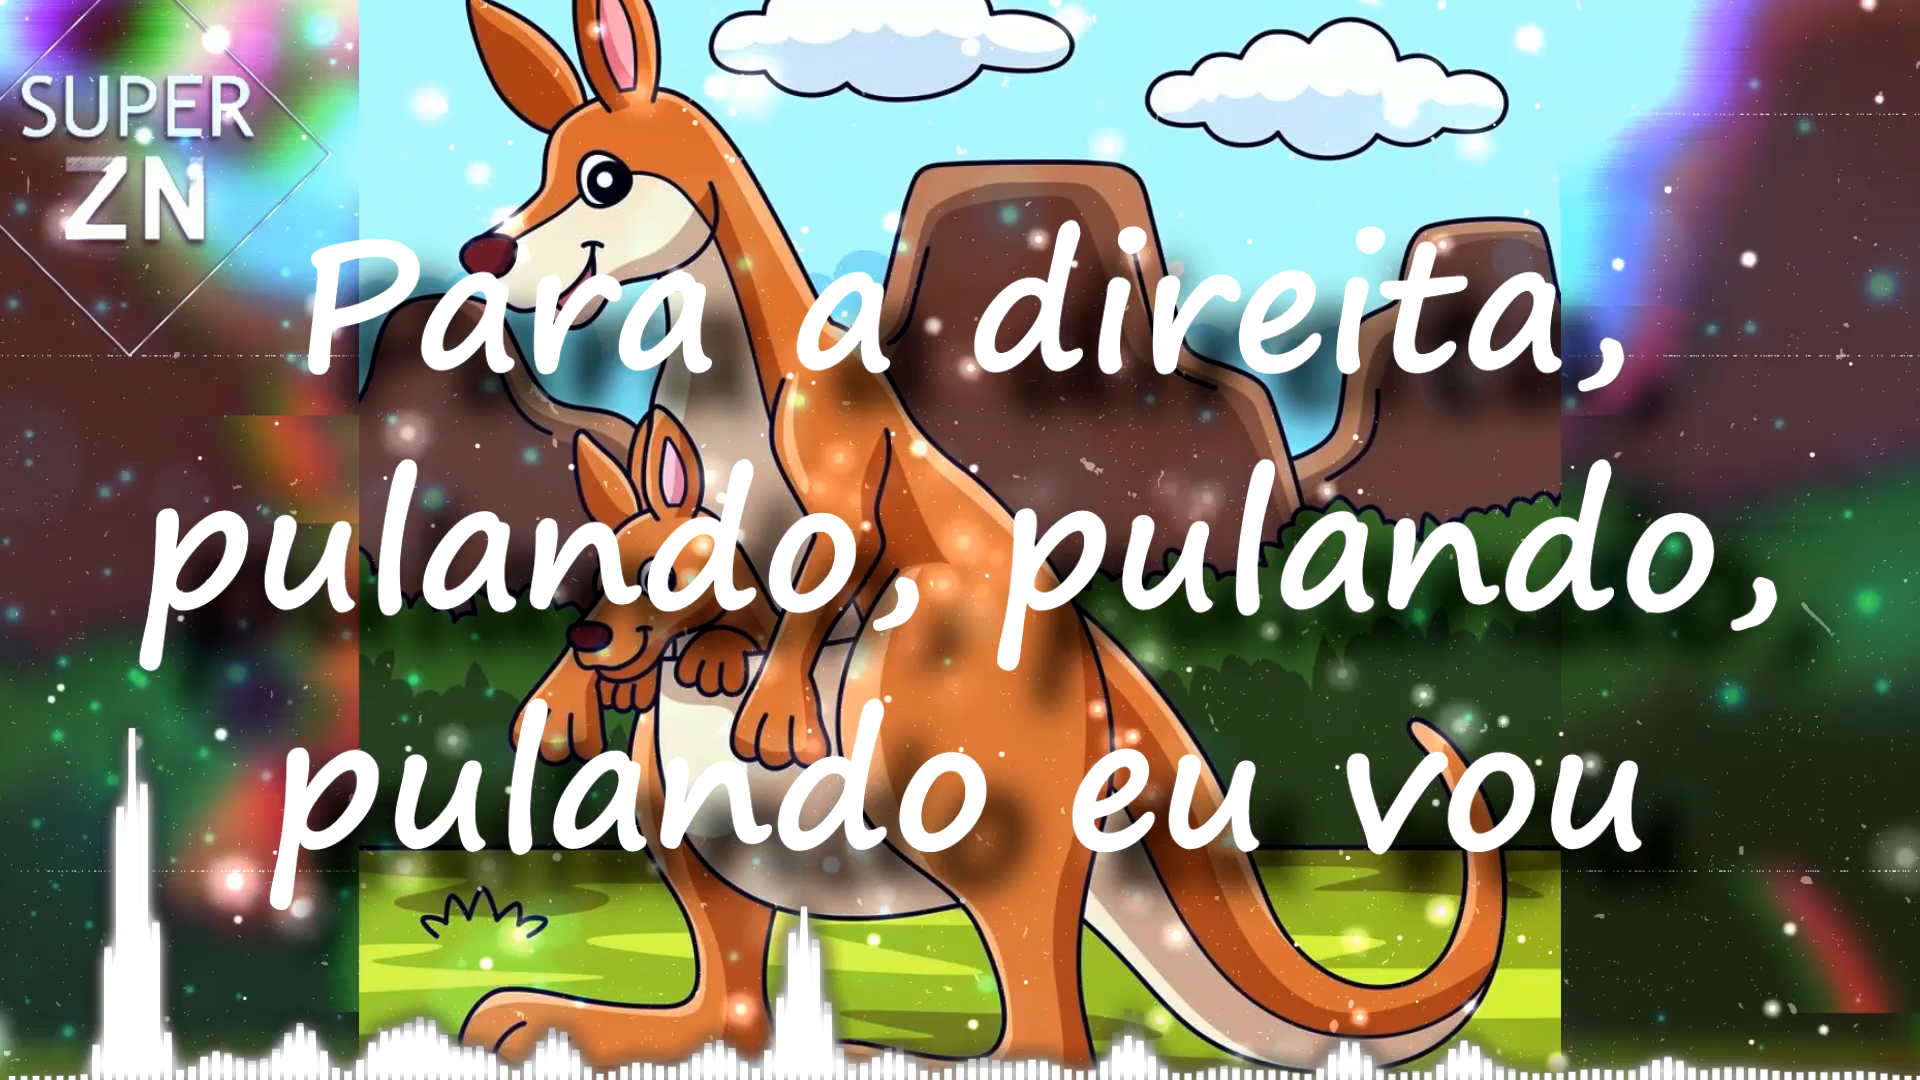 SUPER
ZN
Para a direita,
pulando, pulando,
pulando eu vou